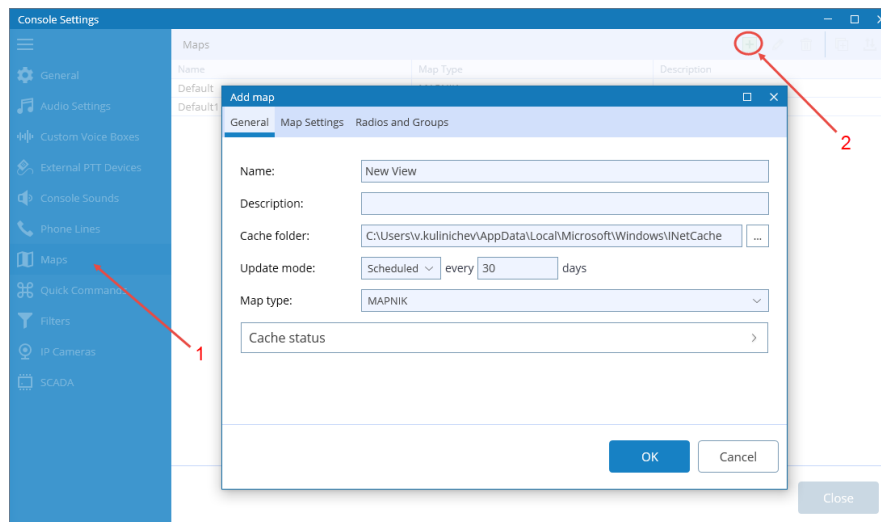 Console Settings
Maps
General
Audio Settings
Custom Voice Boxes
External PTT Devices
Console Sounds
Phone Lines
Maps
Quick Commands
Filters
IP Cameras
SCADA
Name Map Type Description
Default
Default1
Add map
General Map Settings Radios and Groups
Name: New View
Description:
Cache folder: C:\Users\v.kulinichev\AppData\Local\Microsoft\Windows\INetCache ...
Update mode: Scheduled every 30 days
Map type: MAPNIK
Cache status
OK Cancel
Close
1
2